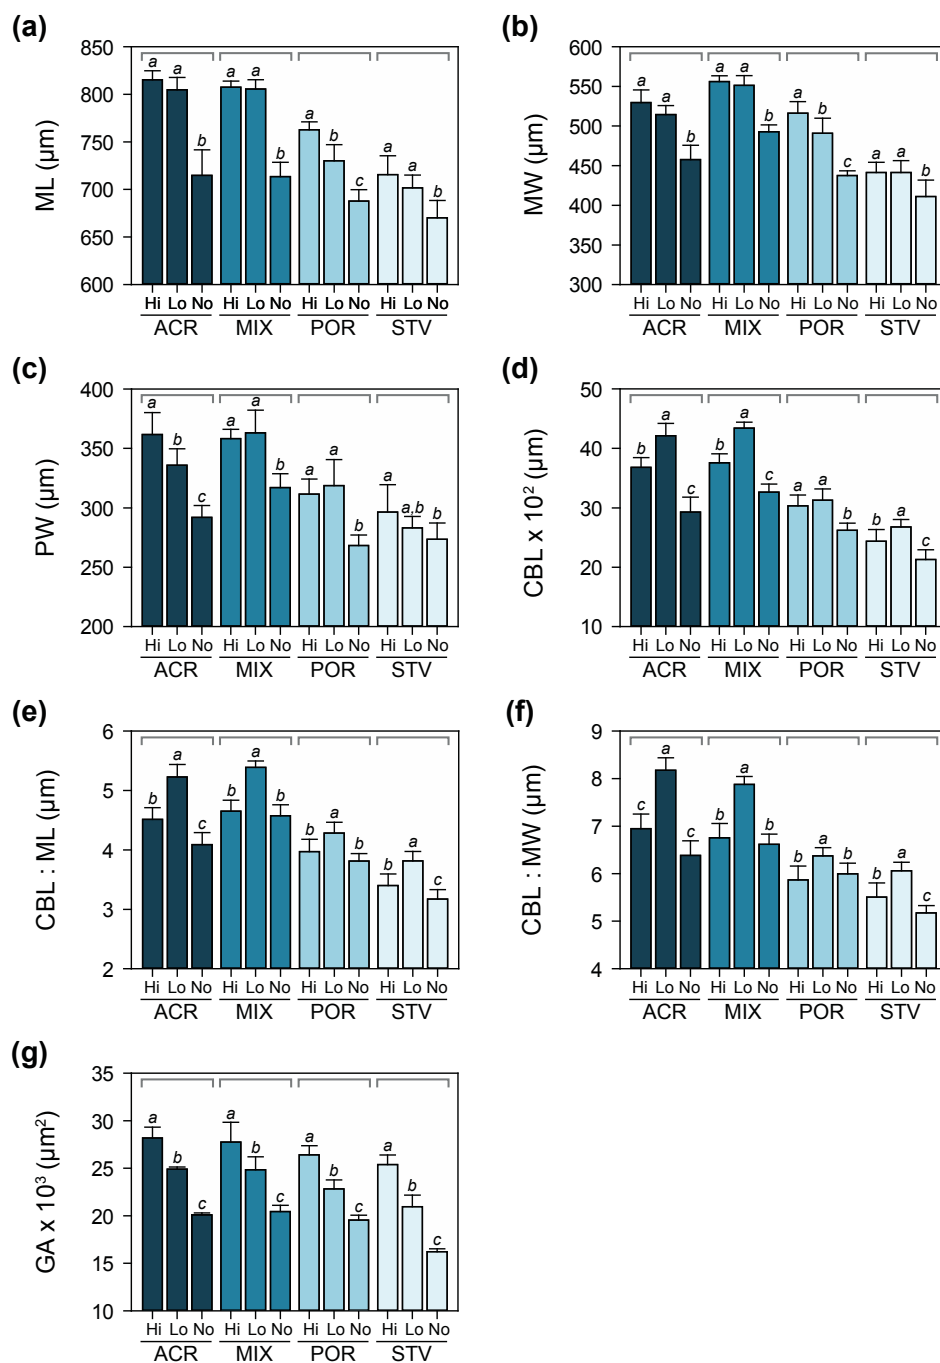 (a)
ML (µm)
850
800
750
700
650
600
a a b a a b a b c a a b
Hi Lo No Hi Lo No Hi Lo No Hi Lo No
ACR MIX POR STV
(b)
MW (µm)
600
550
500
450
400
350
300
a a b a a b a b c a a b
Hi Lo No Hi Lo No Hi Lo No Hi Lo No
ACR MIX POR STV
(c)
PW (µm)
400
350
300
250
200
a b c a a b a a b a a,b b
Hi Lo No Hi Lo No Hi Lo No Hi Lo No
ACR MIX POR STV
(d)
CBL x 10² (µm)
50
40
30
20
10
b a c b a c a a b b a c
Hi Lo No Hi Lo No Hi Lo No Hi Lo No
ACR MIX POR STV
(e)
CBL : ML (µm)
6
5
4
3
2
b a c b a b b a b b a c
Hi Lo No Hi Lo No Hi Lo No Hi Lo No
ACR MIX POR STV
(f)
CBL : MW (µm)
9
8
7
6
5
4
c a c b a b b a b b a c
Hi Lo No Hi Lo No Hi Lo No Hi Lo No
ACR MIX POR STV
(g)
GA x 10³ (µm²)
35
30
25
20
15
10
a b c a b c a b c a b c
Hi Lo No Hi Lo No Hi Lo No Hi Lo No
ACR MIX POR STV